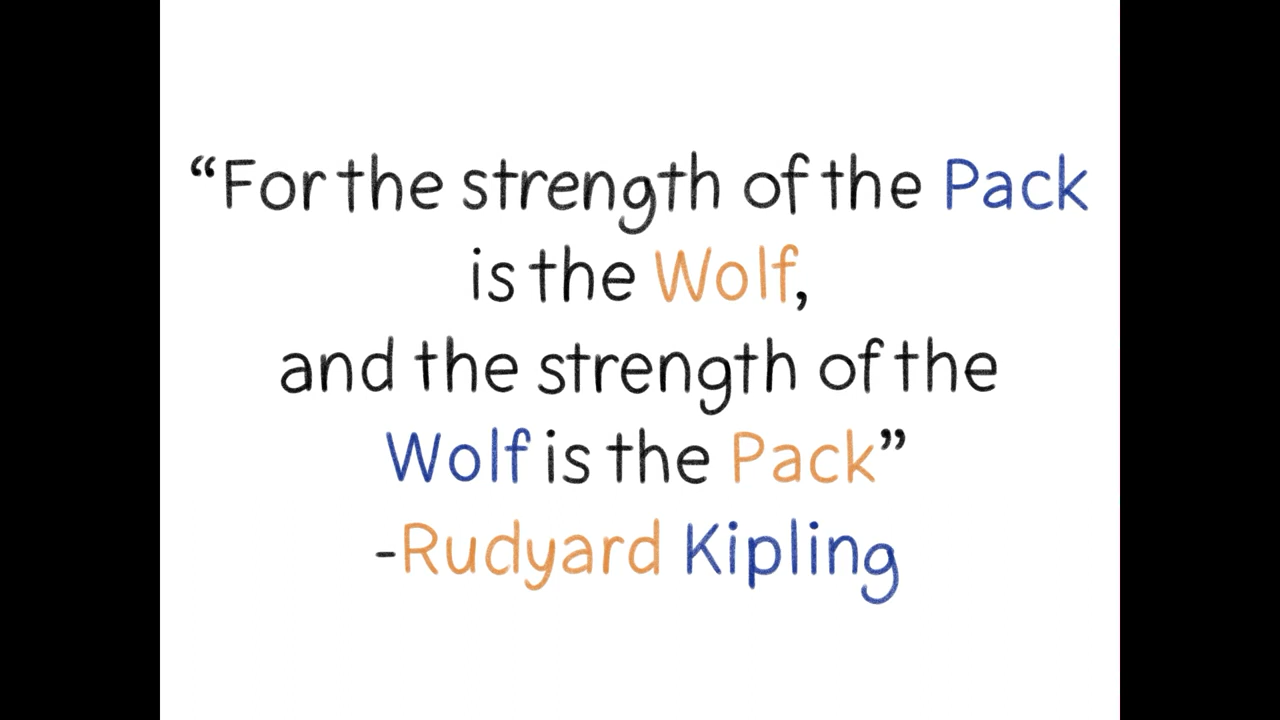 “For the strength of the Pack
is the Wolf,
and the strength of the
Wolf is the Pack”
-Rudyard Kipling